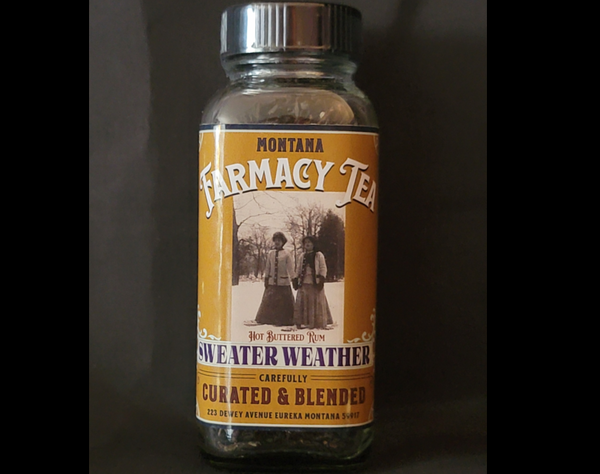 MONTANA
FARMACY TEA
HOT BUTTERED RUM
SWEATER WEATHER
CAREFULLY
CURATED & BLENDED
223 DEWEY AVENUE EUREKA MONTANA